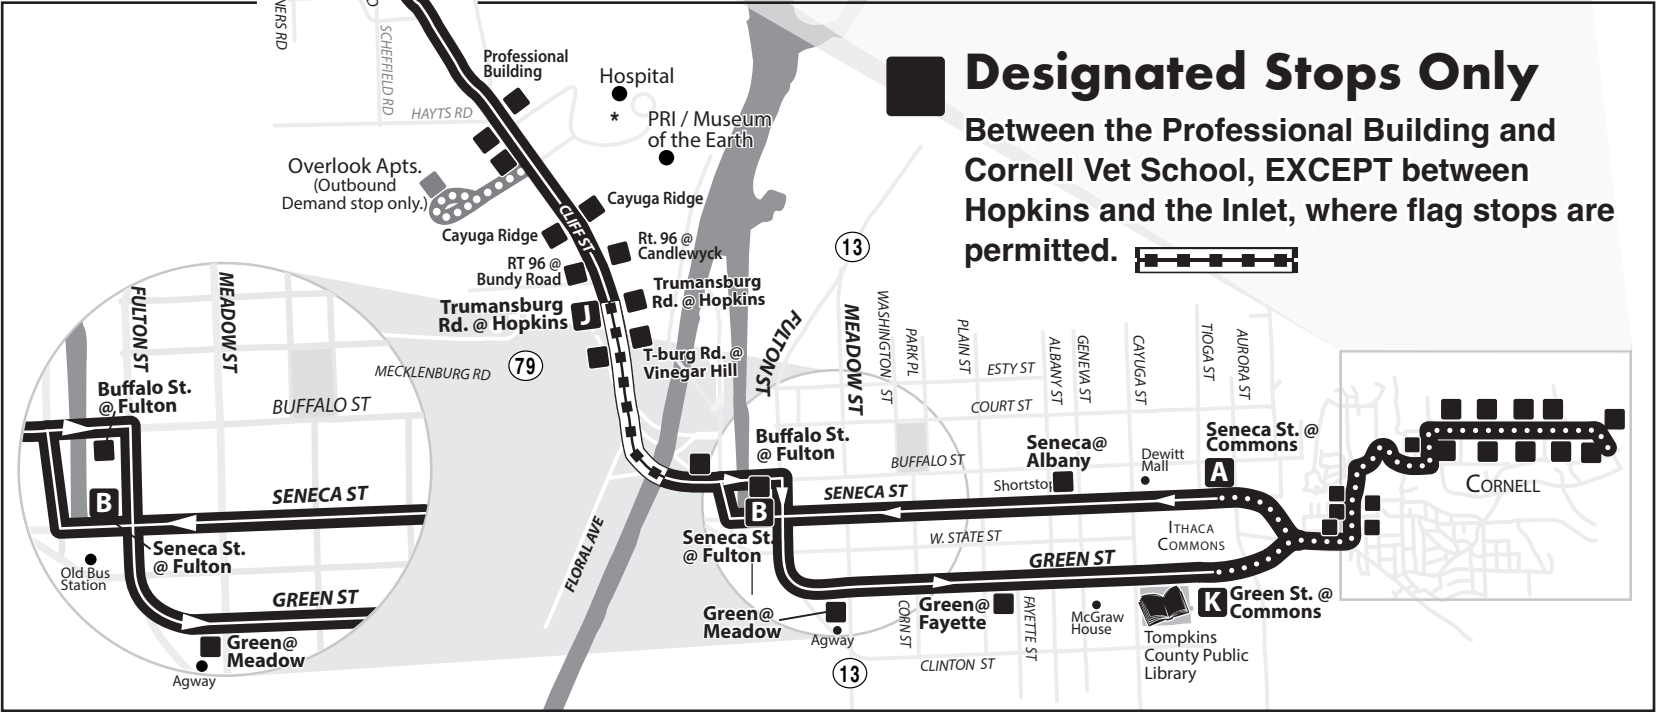 NERS RD
SCHEFFIELD RD
HAYTS RD
Professional
Building
Hospital
*
PRI / Museum
of the Earth
Overlook Apts.
(Outbound
Demand stop only.)
CLIFF ST
Cayuga Ridge
Cayuga Ridge
Rt. 96 @
Candlewyck
RT 96 @
Bundy Road
Trumansburg
Rd. @ Hopkins
Trumansburg
Rd. @ Hopkins
J
T-burg Rd. @
Vinegar Hill
79
MECKLENBURG RD
Designated Stops Only
Between the Professional Building and
Cornell Vet School, EXCEPT between
Hopkins and the Inlet, where flag stops are
permitted.
13
FULTON ST
MEADOW ST
WASHINGTON ST
PARK PL
PLAIN ST
ALBANY ST
GENEVA ST
CAYUGA ST
TIOGA ST
AURORA ST
ESTY ST
COURT ST
BUFFALO ST
FULTON ST
MEADOW ST
BUFFALO ST
Buffalo St.
@ Fulton
B
SENECA ST
Seneca St.
@ Fulton
Old Bus
Station
GREEN ST
Green@
Meadow
Agway
Buffalo St.
@ Fulton
B
Seneca St.
@ Fulton
SENECA ST
Seneca@
Albany
Shortstop
Dewitt
Mall
Seneca St. @
Commons
A
CORNELL
W. STATE ST
ITHACA
COMMONS
GREEN ST
FLORAL AVE
Green@
Meadow
Agway
13
CORN ST
Green@
Fayette
FAYETTE ST
CLINTON ST
McGraw
House
K
Green St. @
Commons
Tompkins
County Public
Library